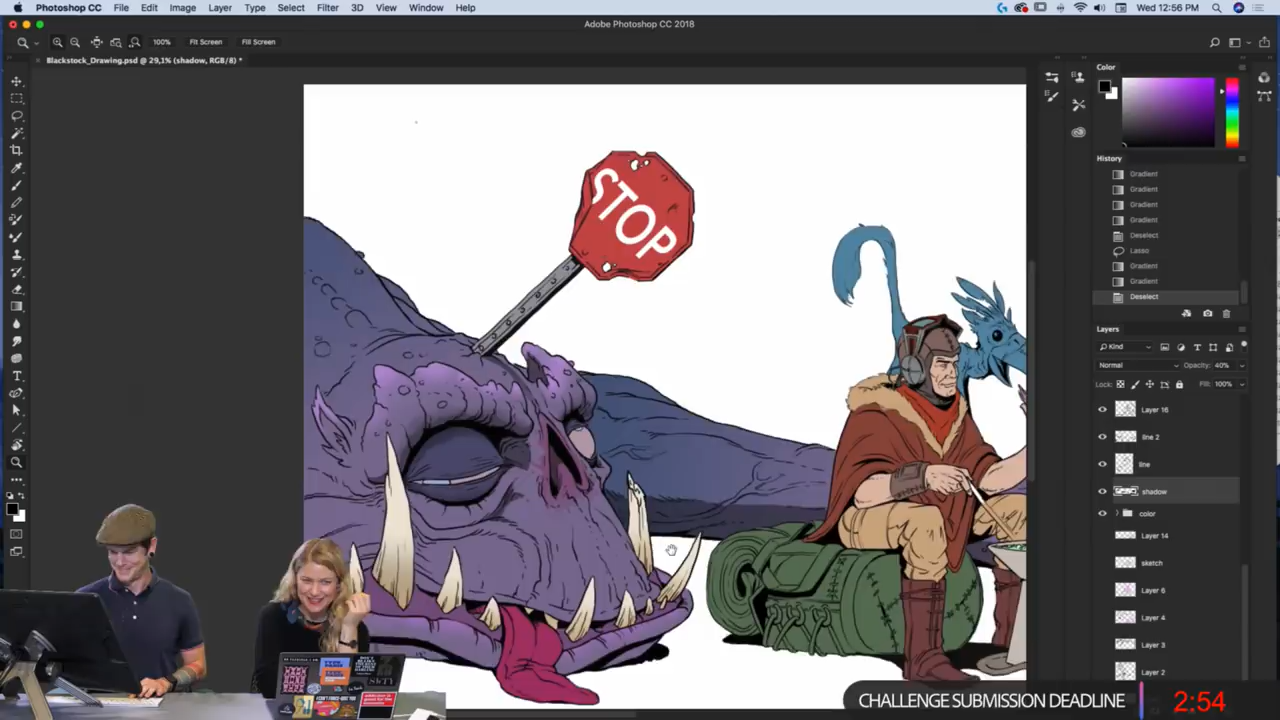 Photoshop CC File Edit Image Layer Type Select Filter 3D View Window Help
Wed 12:56 PM
Adobe Photoshop CC 2018
100% Fit Screen Fill Screen
Blackstock_Drawing.psd @ 29,1% (shadow, RGB/8) *
Color
History
Gradient
Gradient
Gradient
Gradient
Deselect
Lasso
Gradient
Gradient
Deselect
Layers
Kind
Normal Opacity: 40%
Lock: Fill: 100%
Layer 16
line 2
line
shadow
color
Layer 14
sketch
Layer 6
Layer 4
Layer 3
Layer 2
STOP
CHALLENGE SUBMISSION DEADLINE 2:54